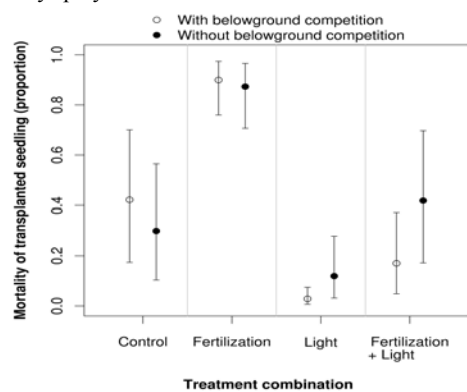 ○ With belowground competition
● Without belowground competition
Mortality of transplanted seedling (proportion)
1.0
0.8
0.6
0.4
0.2
0.0
Control Fertilization Light Fertilization
+ Light
Treatment combination